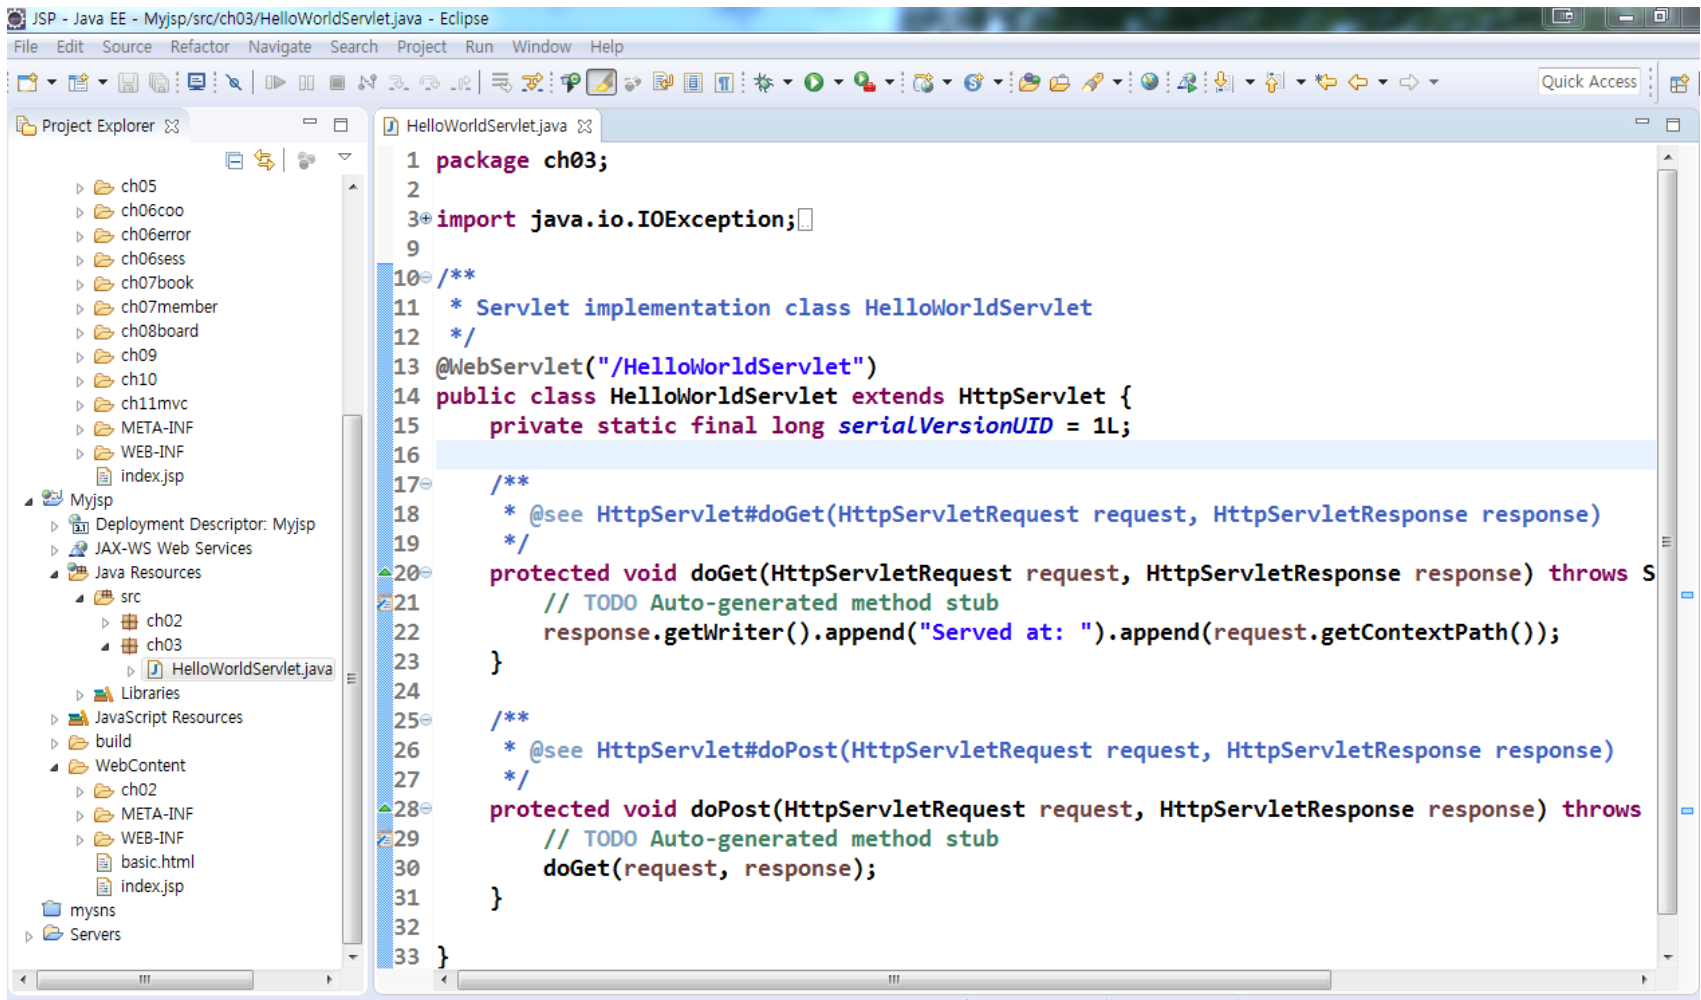 JSP - Java EE - Myjsp/src/ch03/HelloWorldServlet.java - Eclipse
File Edit Source Refactor Navigate Search Project Run Window Help
Quick Access
Project Explorer
ch05
ch06coo
ch06error
ch06sess
ch07book
ch07member
ch08board
ch09
ch10
ch11mvc
META-INF
WEB-INF
index.jsp
Myjsp
Deployment Descriptor: Myjsp
JAX-WS Web Services
Java Resources
src
ch02
ch03
HelloWorldServlet.java
Libraries
JavaScript Resources
build
WebContent
ch02
META-INF
WEB-INF
basic.html
index.jsp
mysns
Servers
HelloWorldServlet.java
1 package ch03;
2
3 import java.io.IOException;
9
10 /**
11 * Servlet implementation class HelloWorldServlet
12 */
13 @WebServlet("/HelloWorldServlet")
14 public class HelloWorldServlet extends HttpServlet {
15 private static final long serialVersionUID = 1L;
16
17 /**
18 * @see HttpServlet#doGet(HttpServletRequest request, HttpServletResponse response)
19 */
20 protected void doGet(HttpServletRequest request, HttpServletResponse response) throws S
21 // TODO Auto-generated method stub
22 response.getWriter().append("Served at: ").append(request.getContextPath());
23 }
24
25 /**
26 * @see HttpServlet#doPost(HttpServletRequest request, HttpServletResponse response)
27 */
28 protected void doPost(HttpServletRequest request, HttpServletResponse response) throws
29 // TODO Auto-generated method stub
30 doGet(request, response);
31 }
32
33 }